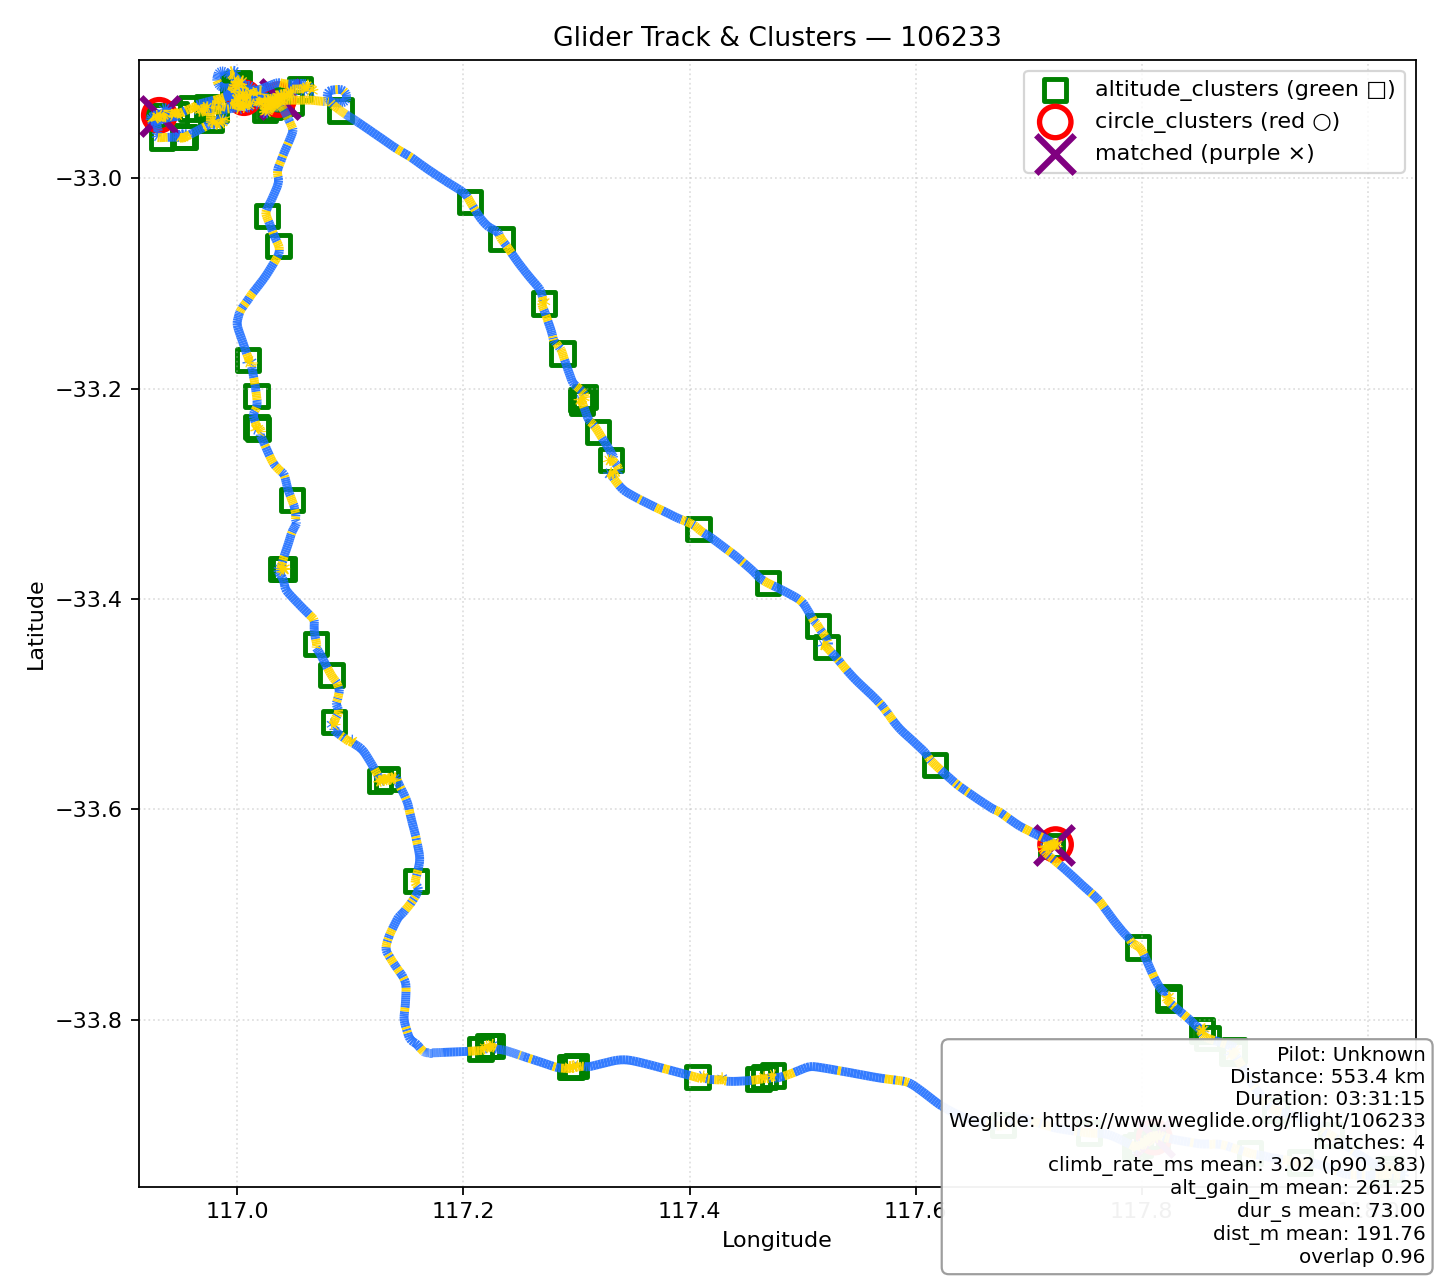 Glider Track & Clusters — 106233
altitude_clusters (green □)
circle_clusters (red ○)
matched (purple ×)
−33.0
−33.2
−33.4
−33.6
−33.8
Latitude
117.0
117.2
117.4
117.6
117.8
Longitude
Pilot: Unknown
Distance: 553.4 km
Duration: 03:31:15
Weglide: https://www.weglide.org/flight/106233
matches: 4
climb_rate_ms mean: 3.02 (p90 3.83)
alt_gain_m mean: 261.25
dur_s mean: 73.00
dist_m mean: 191.76
overlap 0.96